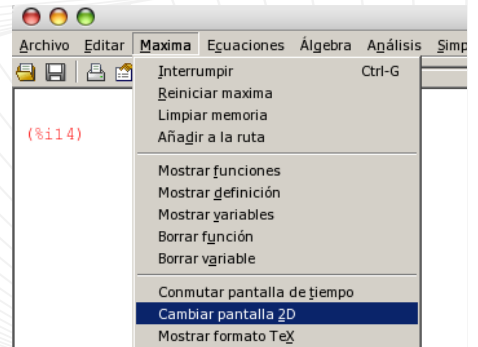 Archivo Editar Maxima Ecuaciones Álgebra Análisis Simp
Interrumpir Ctrl-G
Reiniciar maxima
Limpiar memoria
Añadir a la ruta
(%i14)
Mostrar funciones
Mostrar definición
Mostrar variables
Borrar función
Borrar variable
Conmutar pantalla de tiempo
Cambiar pantalla 2D
Mostrar formato TeX